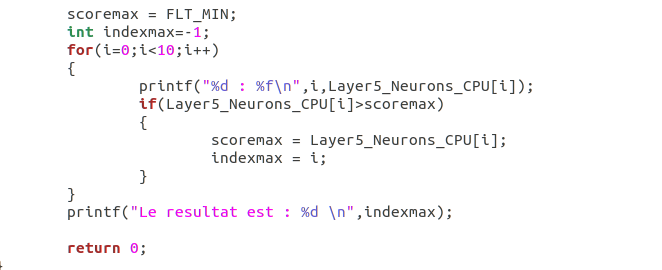 scoremax = FLT_MIN;
int indexmax=-1;
for(i=0;i<10;i++)
{
printf("%d : %f\n",i,Layer5_Neurons_CPU[i]);
if(Layer5_Neurons_CPU[i]>scoremax)
{
scoremax = Layer5_Neurons_CPU[i];
indexmax = i;
}
}
printf("Le resultat est : %d \n",indexmax);
return 0;
}